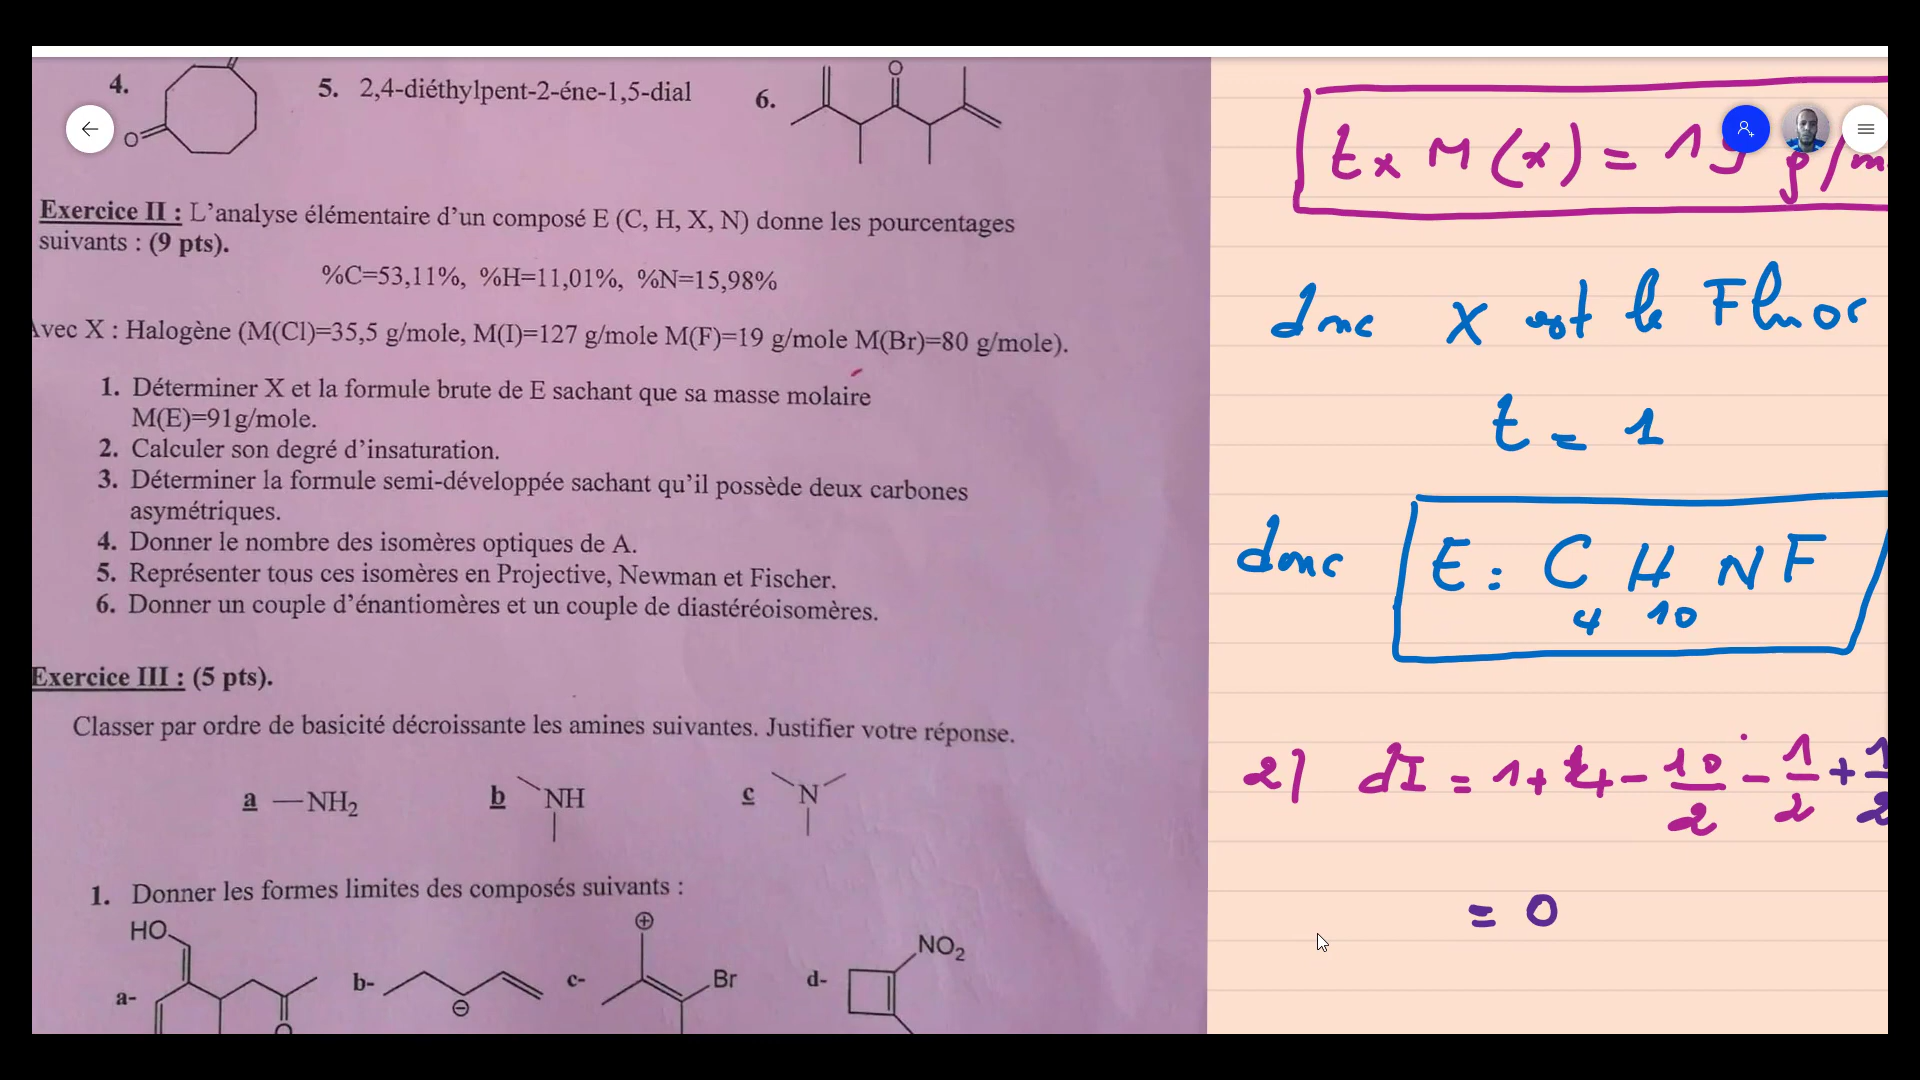 4.
O
5. 2,4-diéthylpent-2-éne-1,5-dial
6.
O
Exercice II : L'analyse élémentaire d'un composé E (C, H, X, N) donne les pourcentages
suivants : (9 pts).
%C=53,11%, %H=11,01%, %N=15,98%
Avec X : Halogène (M(Cl)=35,5 g/mole, M(I)=127 g/mole M(F)=19 g/mole M(Br)=80 g/mole).
1. Déterminer X et la formule brute de E sachant que sa masse molaire
M(E)=91g/mole.
2. Calculer son degré d'insaturation.
3. Déterminer la formule semi-développée sachant qu'il possède deux carbones
asymétriques.
4. Donner le nombre des isomères optiques de A.
5. Représenter tous ces isomères en Projective, Newman et Fischer.
6. Donner un couple d'énantiomères et un couple de diastéréoisomères.
Exercice III : (5 pts).
Classer par ordre de basicité décroissante les amines suivantes. Justifier votre réponse.
a —NH2
b NH
c N
1. Donner les formes limites des composés suivants :
HO
a-
O
b-
⊖
c-
⊕
Br
d-
NO2
t x M(x) = 19 g/m
donc X est le Fluor
t = 1
donc E : C4 H10 N F
2) dI = 1 + 4 - 10/2 - 1/2 + 1/2
= 0